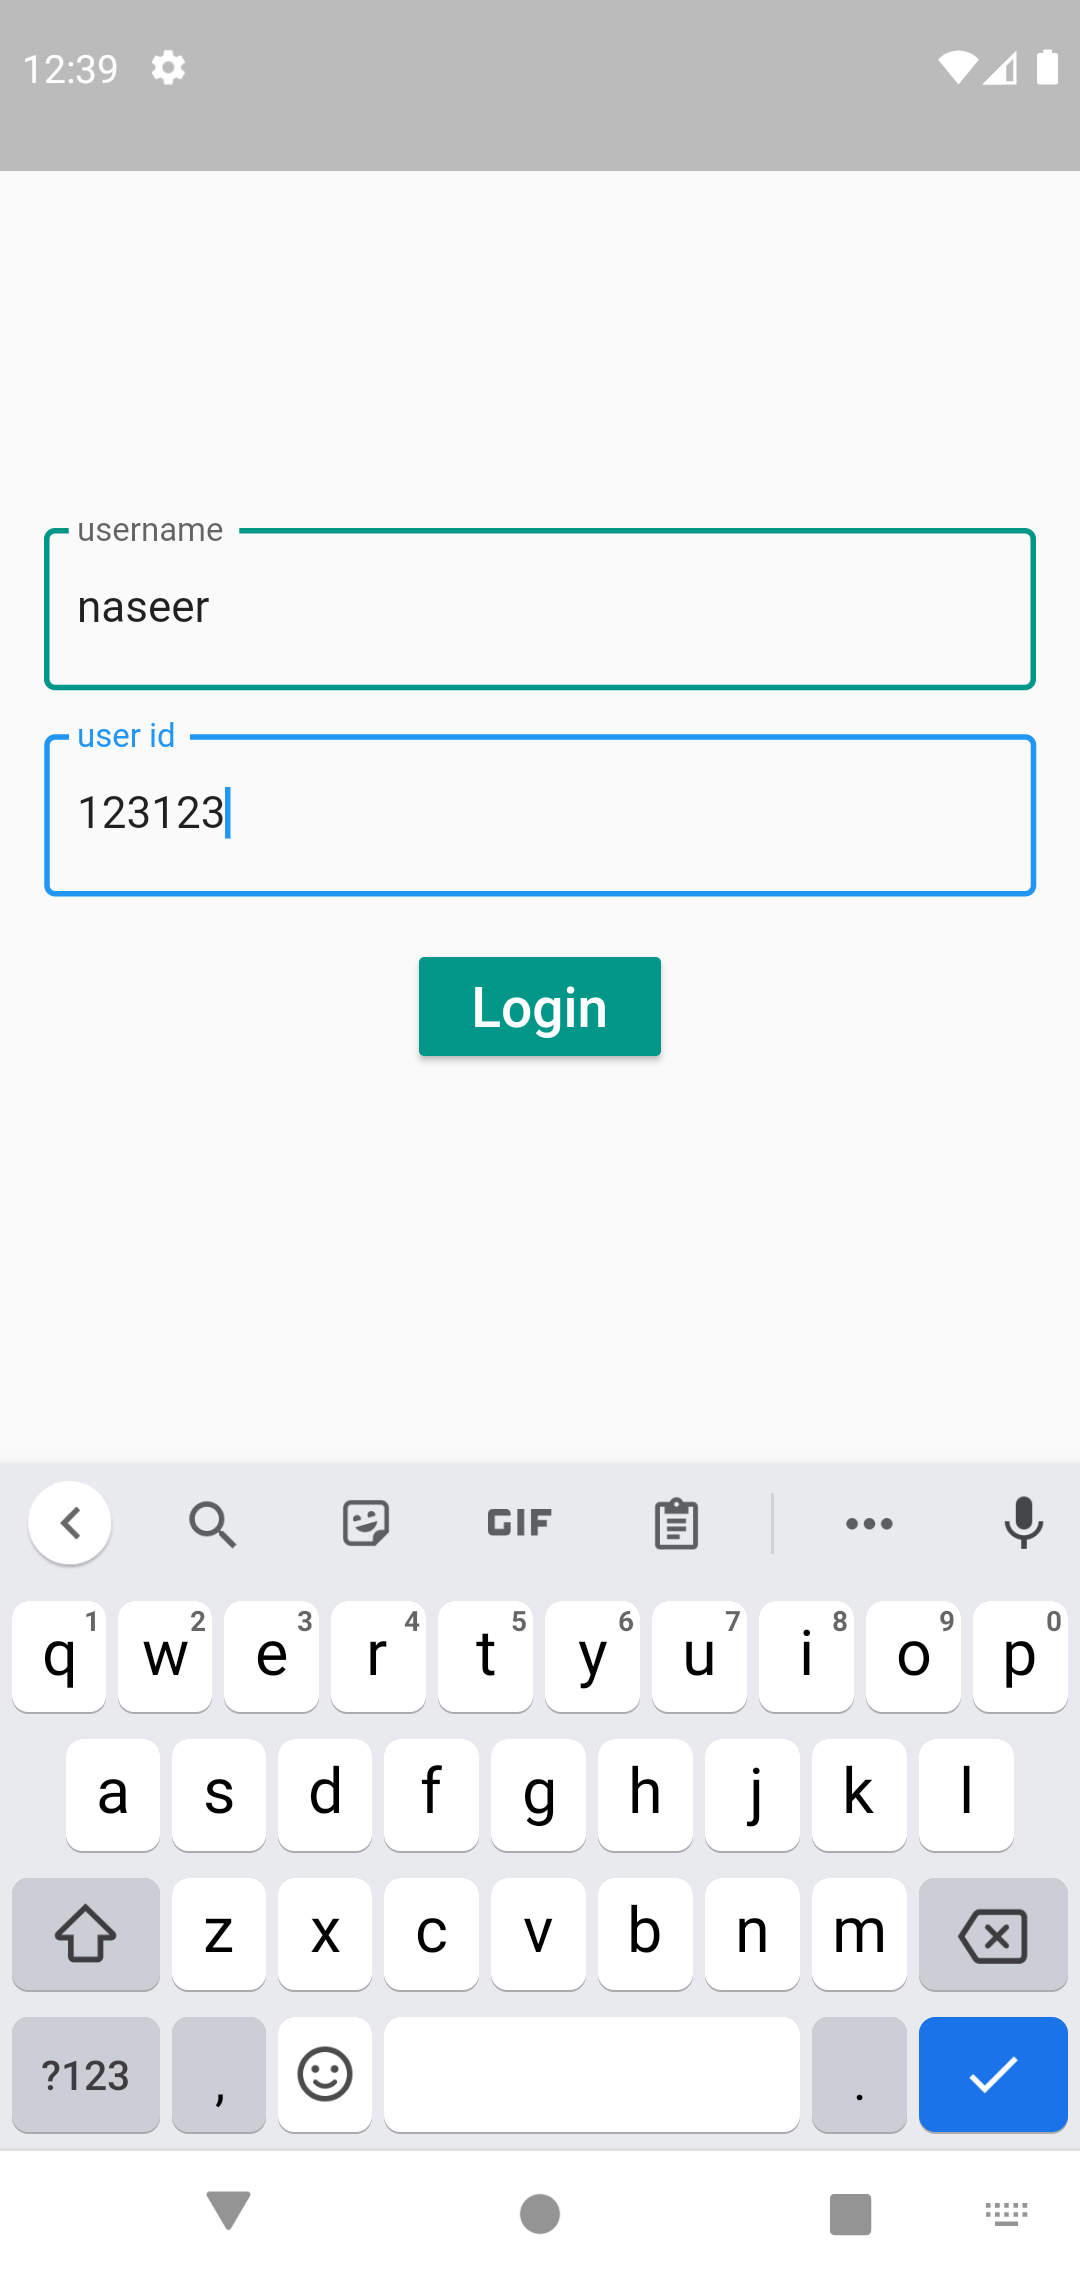 12:39
username
naseer
user id
123123
Login
GIF
1 2 3 4 5 6 7 8 9 0
q w e r t y u i o p
a s d f g h j k l
z x c v b n m
?123 , .